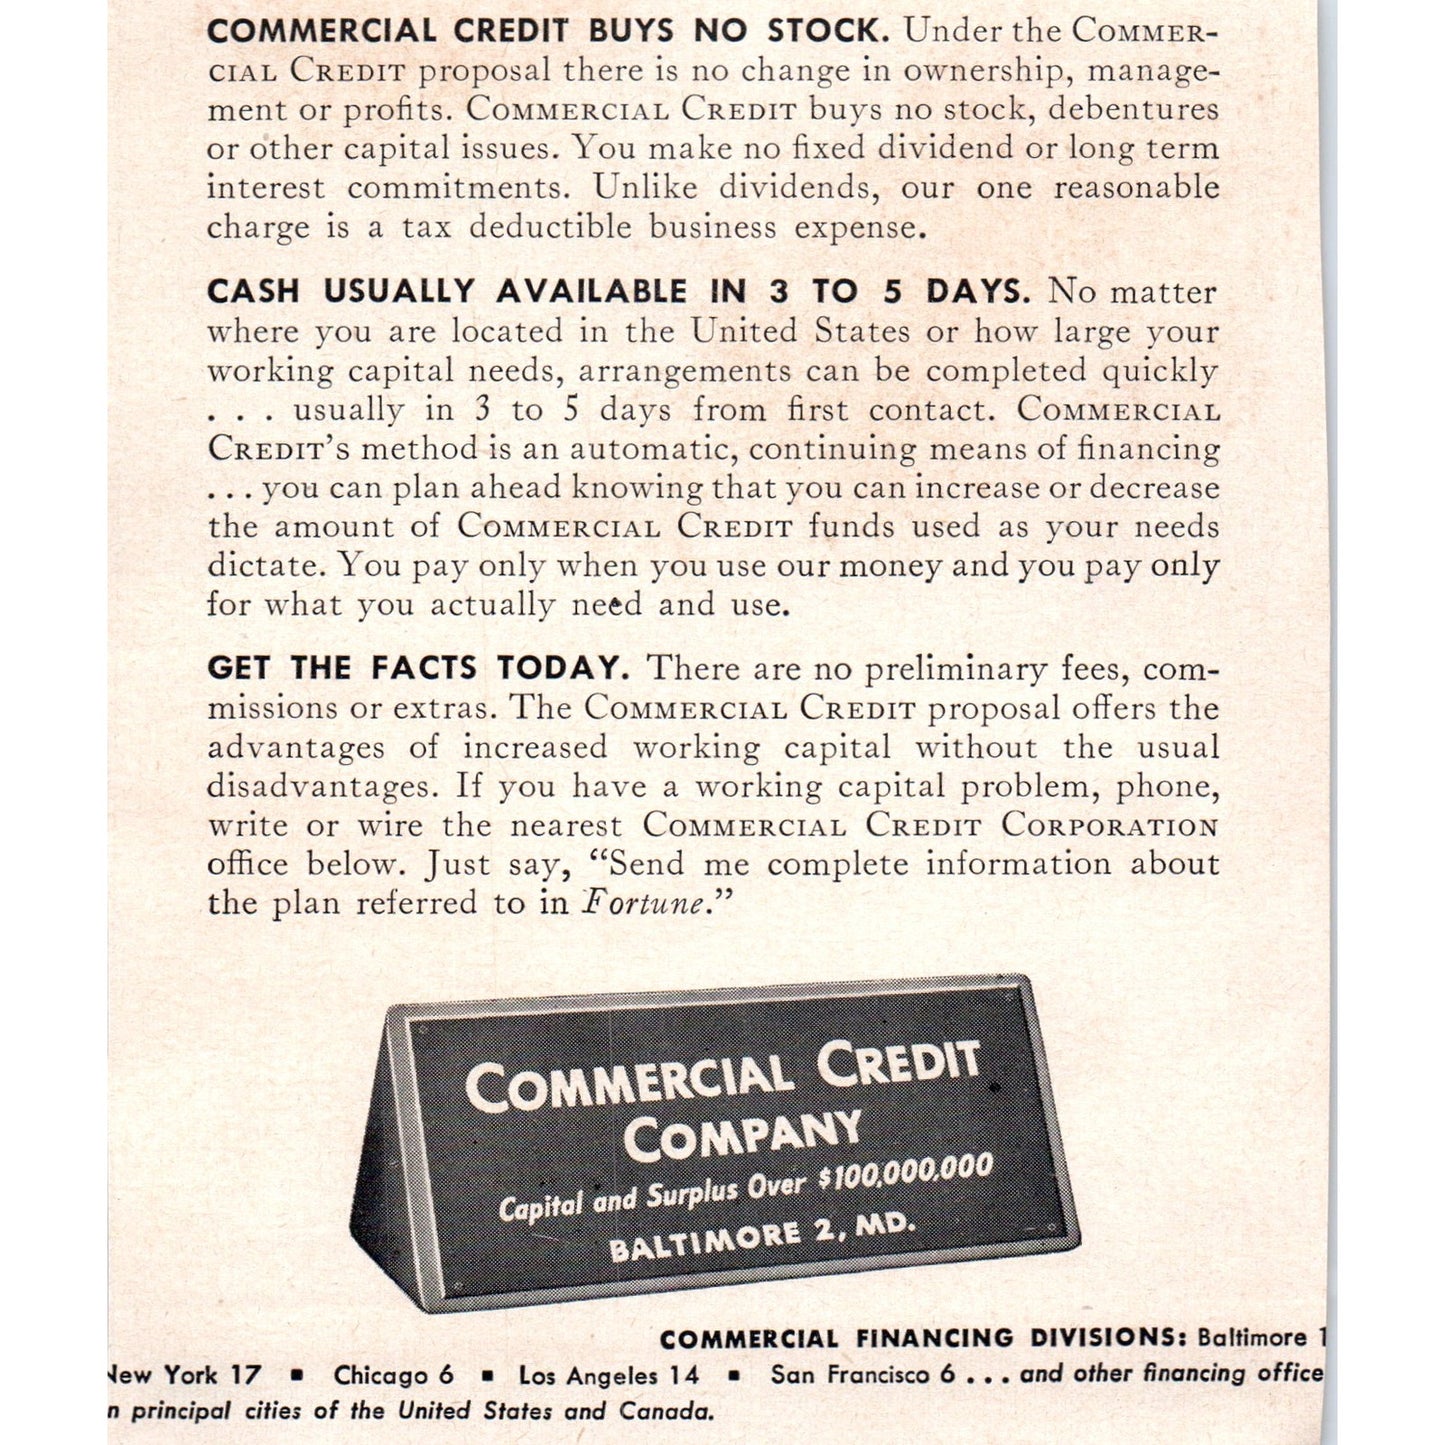 COMMERCIAL CREDIT BUYS NO STOCK. Under the COMMER-
CIAL CREDIT proposal there is no change in ownership, manage-
ment or profits. COMMERCIAL CREDIT buys no stock, debentures
or other capital issues. You make no fixed dividend or long term
interest commitments. Unlike dividends, our one reasonable
charge is a tax deductible business expense.
CASH USUALLY AVAILABLE IN 3 TO 5 DAYS. No matter
where you are located in the United States or how large your
working capital needs, arrangements can be completed quickly
. . . usually in 3 to 5 days from first contact. COMMERCIAL
CREDIT'S method is an automatic, continuing means of financing
. . . you can plan ahead knowing that you can increase or decrease
the amount of COMMERCIAL CREDIT funds used as your needs
dictate. You pay only when you use our money and you pay only
for what you actually need and use.
GET THE FACTS TODAY. There are no preliminary fees, com-
missions or extras. The COMMERCIAL CREDIT proposal offers the
advantages of increased working capital without the usual
disadvantages. If you have a working capital problem, phone,
write or wire the nearest COMMERCIAL CREDIT CORPORATION
office below. Just say, “Send me complete information about
the plan referred to in Fortune.”
COMMERCIAL CREDIT
COMPANY
Capital and Surplus Over $100,000,000
BALTIMORE 2, MD.
COMMERCIAL FINANCING DIVISIONS: Baltimore 1
New York 17 ▪ Chicago 6 ▪ Los Angeles 14 ▪ San Francisco 6 . . . and other financing office
n principal cities of the United States and Canada.